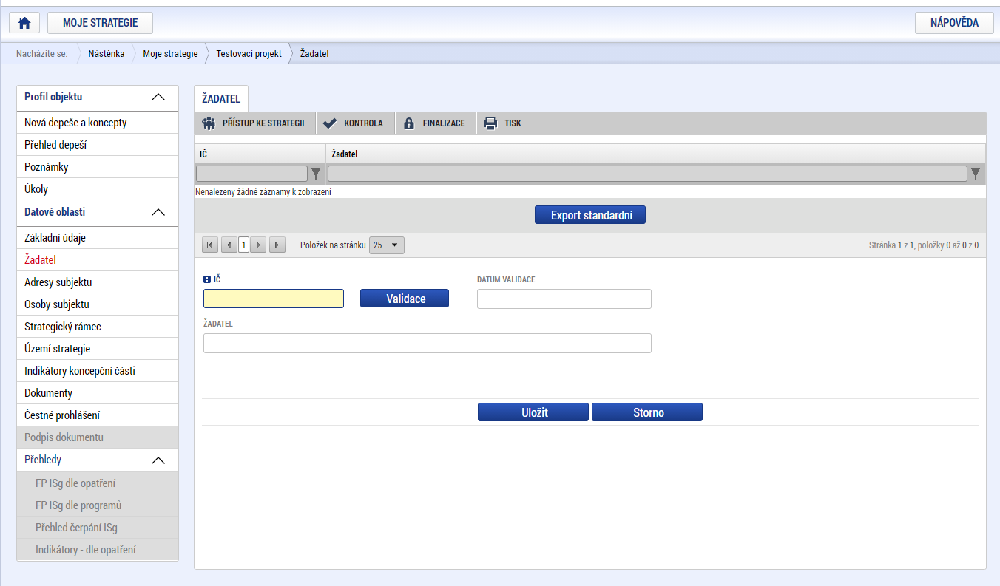 MOJE STRATEGIE
NÁPOVĚDA
Nacházíte se: Nástěnka Moje strategie Testovací projekt Žadatel
Profil objektu
Nová depeše a koncepty
Přehled depeší
Poznámky
Úkoly
Datové oblasti
Základní údaje
Žadatel
Adresy subjektu
Osoby subjektu
Strategický rámec
Území strategie
Indikátory koncepční části
Dokumenty
Čestné prohlášení
Podpis dokumentu
Přehledy
FP ISg dle opatření
FP ISg dle programů
Přehled čerpání ISg
Indikátory - dle opatření
ŽADATEL
PŘÍSTUP KE STRATEGII KONTROLA FINALIZACE TISK
IČ Žadatel
Nenalezeny žádné záznamy k zobrazení
Export standardní
1 Položek na stránku 25 Stránka 1 z 1, položky 0 až 0 z 0
IČ DATUM VALIDACE
Validace
ŽADATEL
Uložit Storno